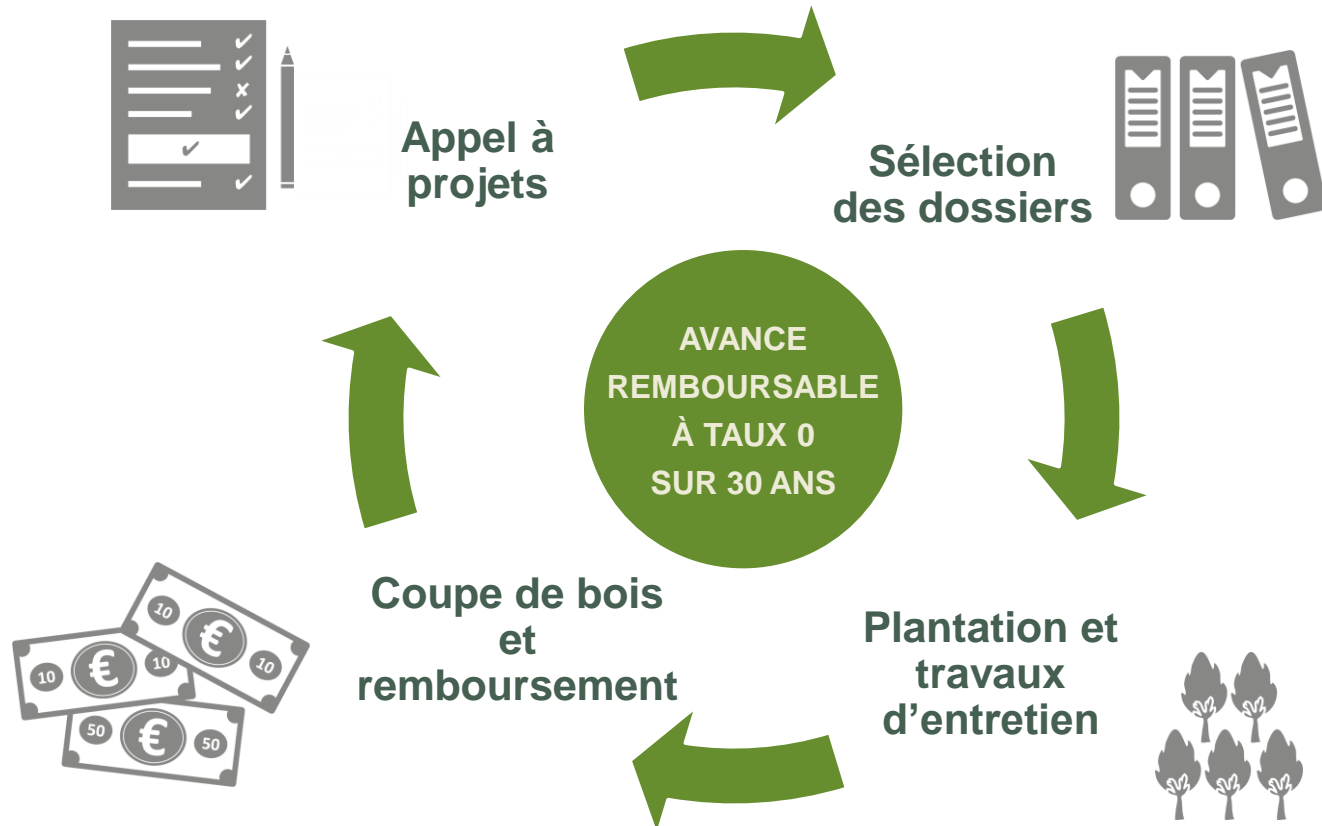 Appel à
projets
Sélection
des dossiers
AVANCE
REMBOURSABLE
À TAUX 0
SUR 30 ANS
Plantation et
travaux
d’entretien
Coupe de bois
et
remboursement
10
10
€
10
10
€
50
50
€